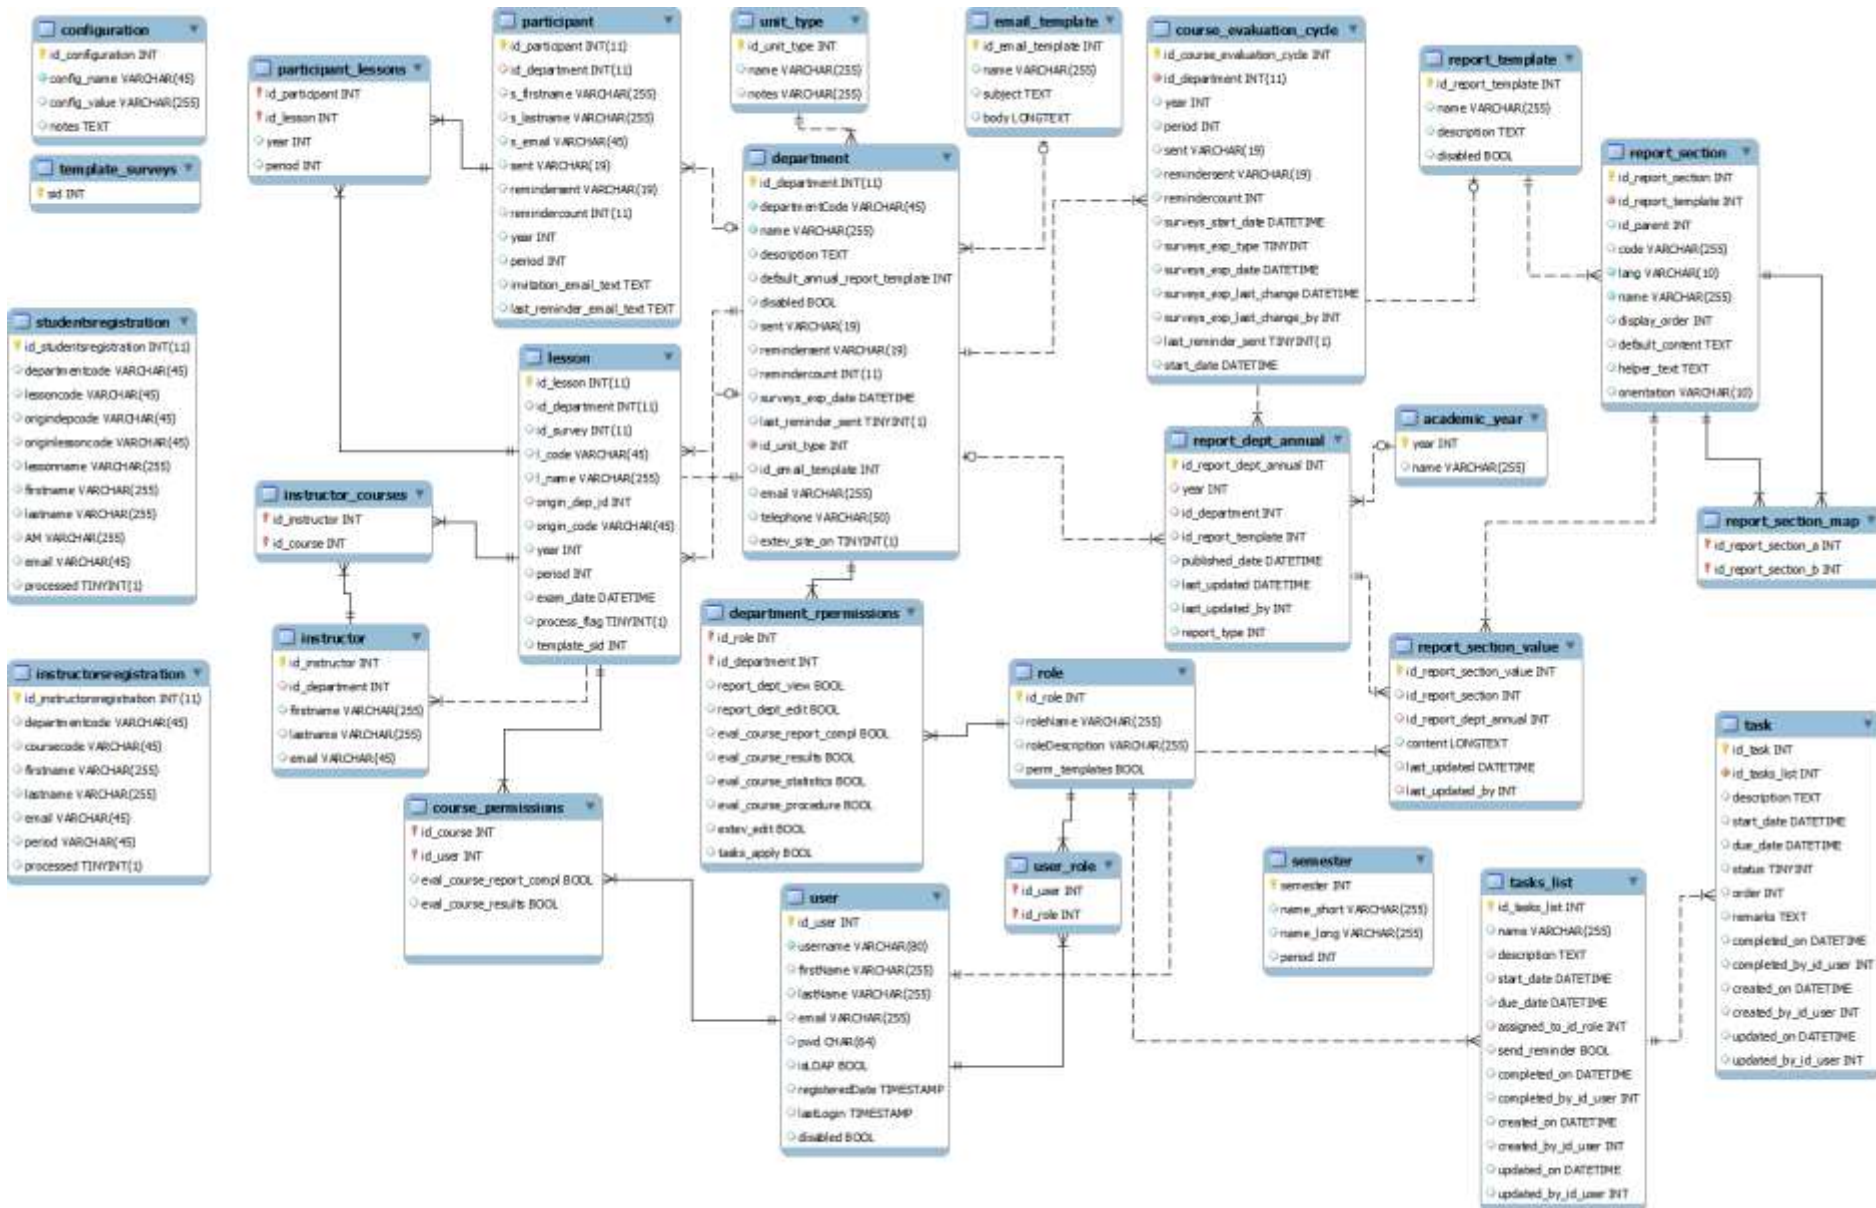 configuration
id_configuration INT
config_name VARCHAR(45)
config_value VARCHAR(255)
notes TEXT
template_surveys
sid INT
participant_lessons
id_participant INT
id_lesson INT
year INT
period INT
participant
id_participant INT(11)
id_department INT(11)
s_firstname VARCHAR(255)
s_lastname VARCHAR(255)
s_email VARCHAR(45)
sent VARCHAR(19)
remindersent VARCHAR(19)
remindercount INT(11)
year INT
period INT
invitation_email_text TEXT
last_reminder_email_text TEXT
unit_type
id_unit_type INT
name VARCHAR(255)
notes VARCHAR(255)
email_template
id_email_template INT
name VARCHAR(255)
subject TEXT
body LONGTEXT
course_evaluation_cycle
id_course_evaluation_cycle INT
id_department INT(11)
year INT
period INT
sent VARCHAR(19)
remindersent VARCHAR(19)
remindercount INT
surveys_start_date DATETIME
surveys_exp_type TINYINT
surveys_exp_date DATETIME
surveys_exp_last_change DATETIME
surveys_exp_last_change_by INT
last_reminder_sent TINYINT(1)
start_date DATETIME
report_template
id_report_template INT
name VARCHAR(255)
description TEXT
disabled BOOL
report_section
id_report_section INT
id_report_template INT
id_parent INT
code VARCHAR(255)
lang VARCHAR(10)
name VARCHAR(255)
display_order INT
default_content TEXT
helper_text TEXT
orientation VARCHAR(10)
department
id_department INT(11)
departmentCode VARCHAR(45)
name VARCHAR(255)
description TEXT
default_annual_report_template INT
disabled BOOL
sent VARCHAR(19)
remindersent VARCHAR(19)
remindercount INT(11)
surveys_exp_date DATETIME
last_reminder_sent TINYINT(1)
id_unit_type INT
id_email_template INT
email VARCHAR(255)
telephone VARCHAR(50)
extev_site_on TINYINT(1)
studentsregistration
id_studentsregistration INT(11)
departmentcode VARCHAR(45)
lessoncode VARCHAR(45)
origindepcode VARCHAR(45)
originlessoncode VARCHAR(45)
lessonname VARCHAR(255)
firstname VARCHAR(255)
lastname VARCHAR(255)
AM VARCHAR(255)
email VARCHAR(45)
processed TINYINT(1)
lesson
id_lesson INT(11)
id_department INT(11)
id_survey INT(11)
l_code VARCHAR(45)
l_name VARCHAR(255)
origin_dep_id INT
origin_code VARCHAR(45)
year INT
period INT
exam_date DATETIME
process_flag TINYINT(1)
template_sid INT
instructor_courses
id_instructor INT
id_course INT
report_dept_annual
id_report_dept_annual INT
year INT
id_department INT
id_report_template INT
published_date DATETIME
last_updated DATETIME
last_updated_by INT
report_type INT
academic_year
year INT
name VARCHAR(255)
report_section_map
id_report_section_a INT
id_report_section_b INT
instructor
id_instructor INT
id_department INT
firstname VARCHAR(255)
lastname VARCHAR(255)
email VARCHAR(45)
department_rpermissions
id_role INT
id_department INT
report_dept_view BOOL
report_dept_edit BOOL
eval_course_report_compl BOOL
eval_course_results BOOL
eval_course_statistics BOOL
eval_course_procedure BOOL
extev_edit BOOL
tasks_apply BOOL
role
id_role INT
roleName VARCHAR(255)
roleDescription VARCHAR(255)
perm_templates BOOL
report_section_value
id_report_section_value INT
id_report_section INT
id_report_dept_annual INT
content LONGTEXT
last_updated DATETIME
last_updated_by INT
instructorsregistration
id_instructorsregistration INT(11)
departmentcode VARCHAR(45)
coursecode VARCHAR(45)
firstname VARCHAR(255)
lastname VARCHAR(255)
email VARCHAR(45)
period VARCHAR(45)
processed TINYINT(1)
course_permissiuns
id_course INT
id_user INT
eval_course_report_compl BOOL
eval_course_results BOOL
user
id_user INT
username VARCHAR(80)
firstName VARCHAR(255)
lastName VARCHAR(255)
email VARCHAR(255)
pwd CHAR(64)
isLDAP BOOL
registeredDate TIMESTAMP
lastLogin TIMESTAMP
disabled BOOL
user_role
id_user INT
id_role INT
semester
semester INT
name_short VARCHAR(255)
name_long VARCHAR(255)
period INT
tasks_list
id_tasks_list INT
name VARCHAR(255)
description TEXT
start_date DATETIME
due_date DATETIME
assigned_to_id_role INT
send_reminder BOOL
completed_on DATETIME
completed_by_id_user INT
created_on DATETIME
created_by_id_user INT
updated_on DATETIME
updated_by_id_user INT
task
id_task INT
id_tasks_list INT
description TEXT
start_date DATETIME
due_date DATETIME
status TINYINT
order INT
remarks TEXT
completed_on DATETIME
completed_by_id_user INT
created_on DATETIME
created_by_id_user INT
updated_on DATETIME
updated_by_id_user INT